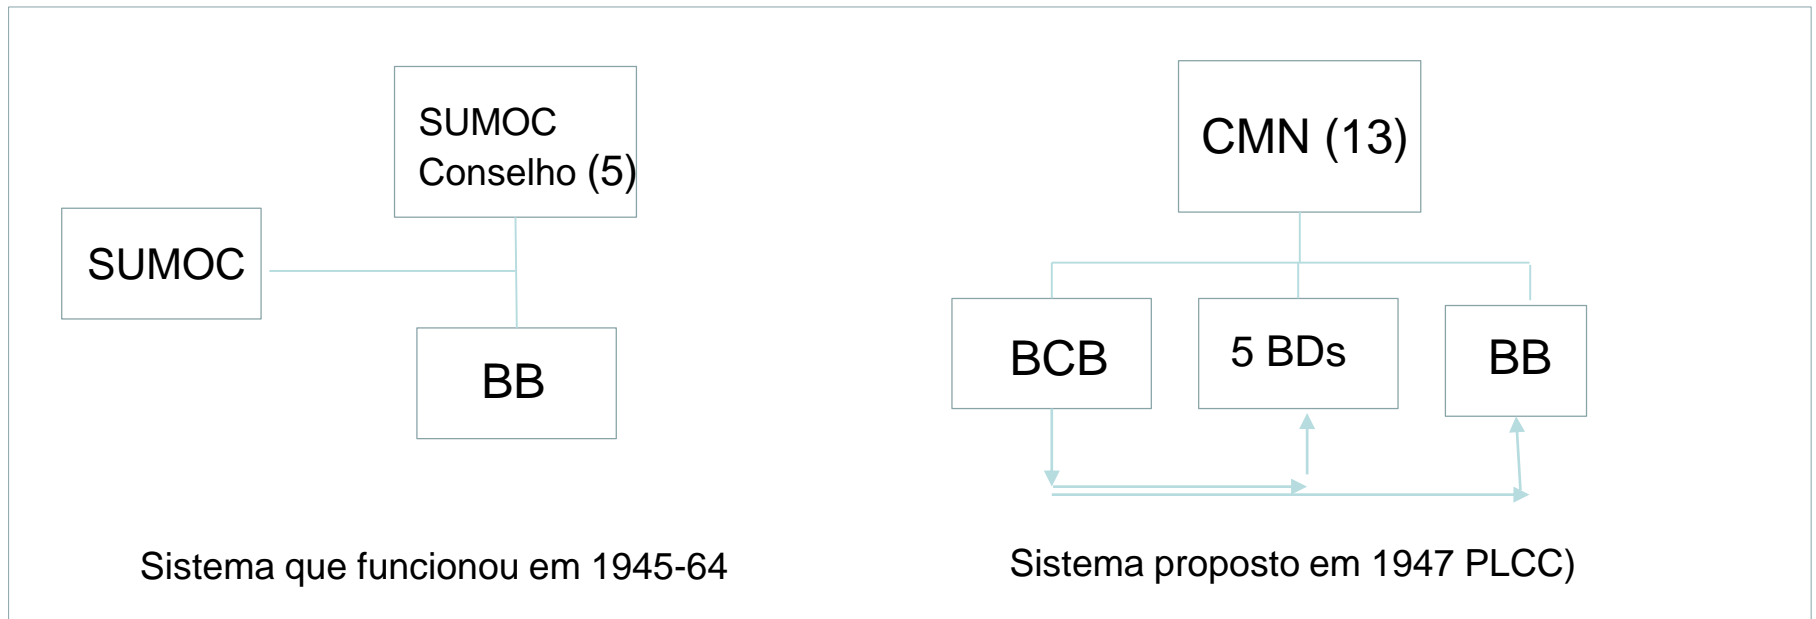 SUMOC
Conselho (5)
SUMOC
BB
Sistema que funcionou em 1945-64
CMN (13)
BCB
5 BDs
BB
Sistema proposto em 1947 PLCC)